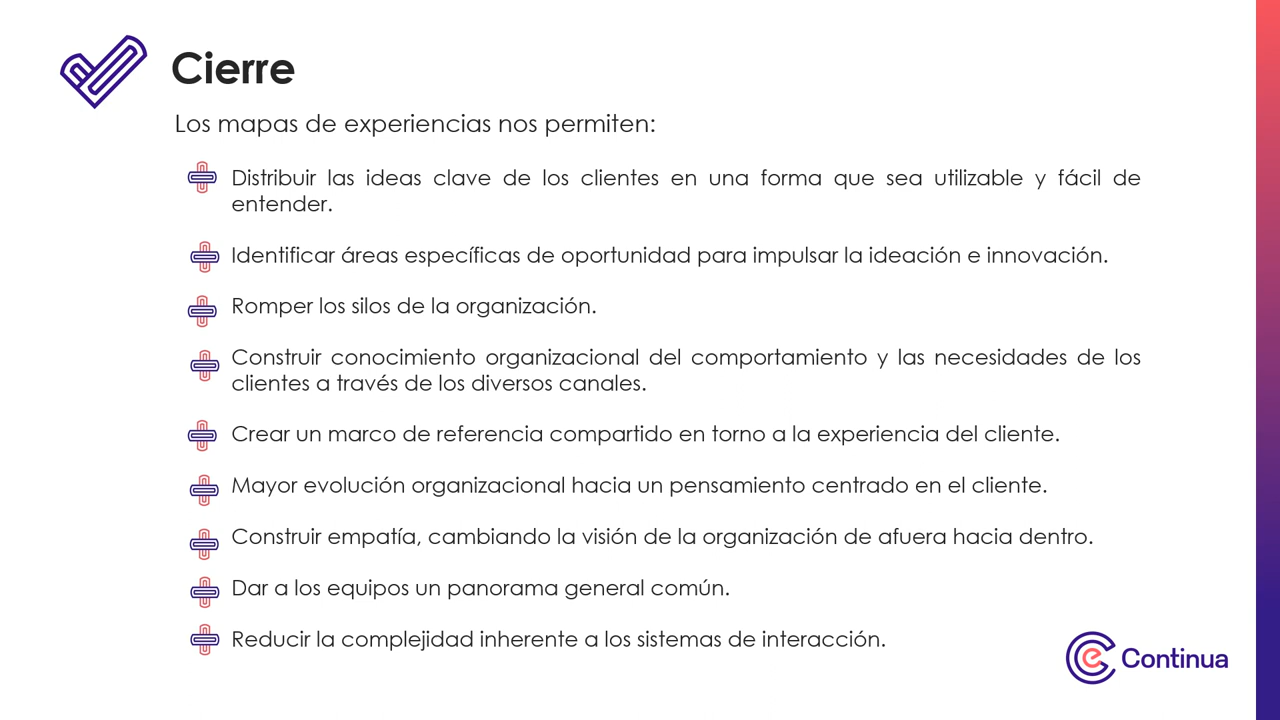 Cierre
Los mapas de experiencias nos permiten:
Distribuir las ideas clave de los clientes en una forma que sea utilizable y fácil de
entender.
Identificar áreas específicas de oportunidad para impulsar la ideación e innovación.
Romper los silos de la organización.
Construir conocimiento organizacional del comportamiento y las necesidades de los
clientes a través de los diversos canales.
Crear un marco de referencia compartido en torno a la experiencia del cliente.
Mayor evolución organizacional hacia un pensamiento centrado en el cliente.
Construir empatía, cambiando la visión de la organización de afuera hacia dentro.
Dar a los equipos un panorama general común.
Reducir la complejidad inherente a los sistemas de interacción.
Continua